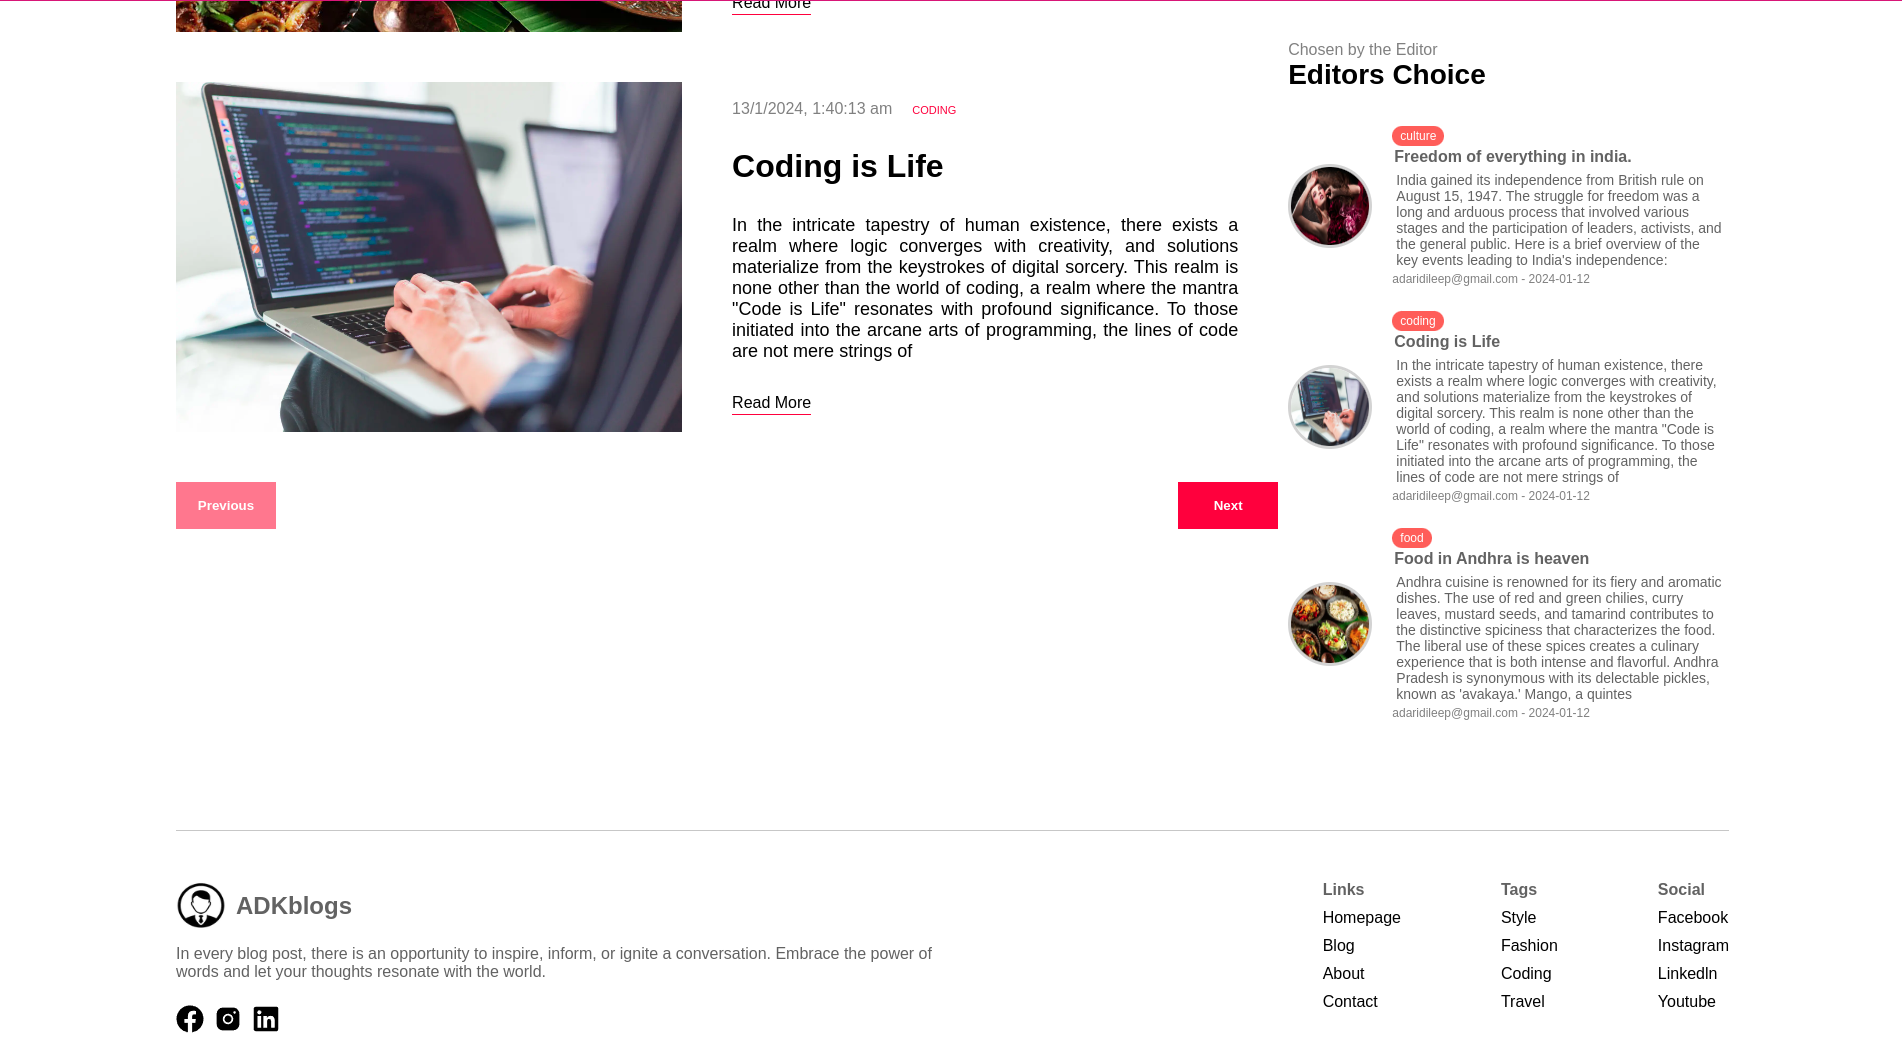 Read More
13/1/2024, 1:40:13 am CODING
Coding is Life
In the intricate tapestry of human existence, there exists a
realm where logic converges with creativity, and solutions
materialize from the keystrokes of digital sorcery. This realm is
none other than the world of coding, a realm where the mantra
"Code is Life" resonates with profound significance. To those
initiated into the arcane arts of programming, the lines of code
are not mere strings of
Read More
Previous
Next
Chosen by the Editor
Editors Choice
culture
Freedom of everything in india.
India gained its independence from British rule on
August 15, 1947. The struggle for freedom was a
long and arduous process that involved various
stages and the participation of leaders, activists, and
the general public. Here is a brief overview of the
key events leading to India's independence:
adaridileep@gmail.com - 2024-01-12
coding
Coding is Life
In the intricate tapestry of human existence, there
exists a realm where logic converges with creativity,
and solutions materialize from the keystrokes of
digital sorcery. This realm is none other than the
world of coding, a realm where the mantra "Code is
Life" resonates with profound significance. To those
initiated into the arcane arts of programming, the
lines of code are not mere strings of
adaridileep@gmail.com - 2024-01-12
food
Food in Andhra is heaven
Andhra cuisine is renowned for its fiery and aromatic
dishes. The use of red and green chilies, curry
leaves, mustard seeds, and tamarind contributes to
the distinctive spiciness that characterizes the food.
The liberal use of these spices creates a culinary
experience that is both intense and flavorful. Andhra
Pradesh is synonymous with its delectable pickles,
known as 'avakaya.' Mango, a quintes
adaridileep@gmail.com - 2024-01-12
ADKblogs
In every blog post, there is an opportunity to inspire, inform, or ignite a conversation. Embrace the power of
words and let your thoughts resonate with the world.
Links
Homepage
Blog
About
Contact
Tags
Style
Fashion
Coding
Travel
Social
Facebook
Instagram
Linkedln
Youtube